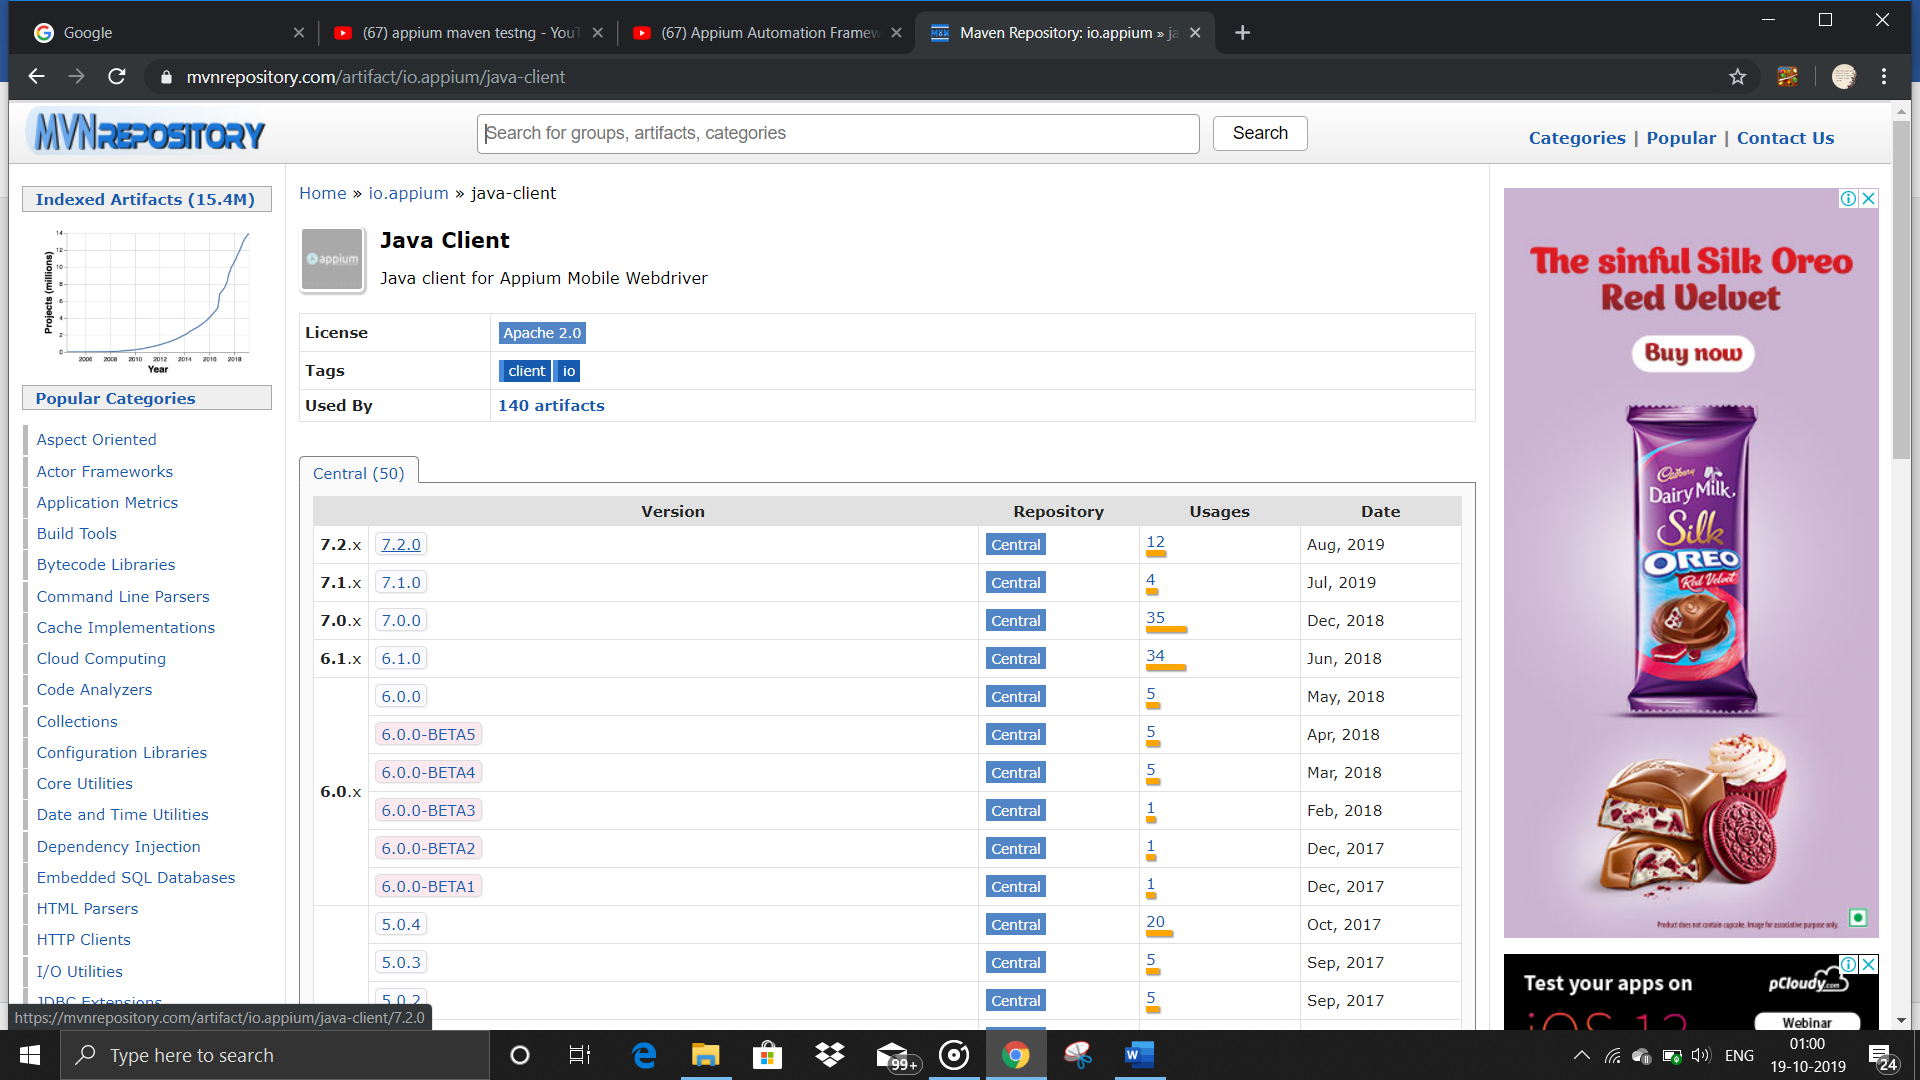 Google
(67) appium maven testng - YouT
(67) Appium Automation Framew
Maven Repository: io.appium » ja
mvnrepository.com/artifact/io.appium/java-client
MVNREPOSITORY
Search for groups, artifacts, categories
Search
Categories | Popular | Contact Us
Indexed Artifacts (15.4M)
Projects (millions)
14
12
10
8
6
4
2
0
2006 2008 2010 2012 2014 2016 2018
Year
Popular Categories
Aspect Oriented
Actor Frameworks
Application Metrics
Build Tools
Bytecode Libraries
Command Line Parsers
Cache Implementations
Cloud Computing
Code Analyzers
Collections
Configuration Libraries
Core Utilities
Date and Time Utilities
Dependency Injection
Embedded SQL Databases
HTML Parsers
HTTP Clients
I/O Utilities
JDBC Extensions
Home » io.appium » java-client
appium
Java Client
Java client for Appium Mobile Webdriver
License Apache 2.0
Tags client io
Used By 140 artifacts
Central (50)
Version Repository Usages Date
7.2.x 7.2.0 Central 12 Aug, 2019
7.1.x 7.1.0 Central 4 Jul, 2019
7.0.x 7.0.0 Central 35 Dec, 2018
6.1.x 6.1.0 Central 34 Jun, 2018
6.0.0 Central 5 May, 2018
6.0.0-BETA5 Central 5 Apr, 2018
6.0.0-BETA4 Central 5 Mar, 2018
6.0.x
6.0.0-BETA3 Central 1 Feb, 2018
6.0.0-BETA2 Central 1 Dec, 2017
6.0.0-BETA1 Central 1 Dec, 2017
5.0.4 Central 20 Oct, 2017
5.0.3 Central 5 Sep, 2017
5.0.2 Central 5 Sep, 2017
The sinful Silk Oreo
Red Velvet
Buy now
Cadbury
Dairy Milk
Silk
OREO
Red Velvet
Product does not contain cupcake. Image for associative purpose only.
Test your apps on
pCloudy.com
iOS 13
Webinar
https://mvnrepository.com/artifact/io.appium/java-client/7.2.0
Type here to search
99+
W
ENG
01:00
19-10-2019
24